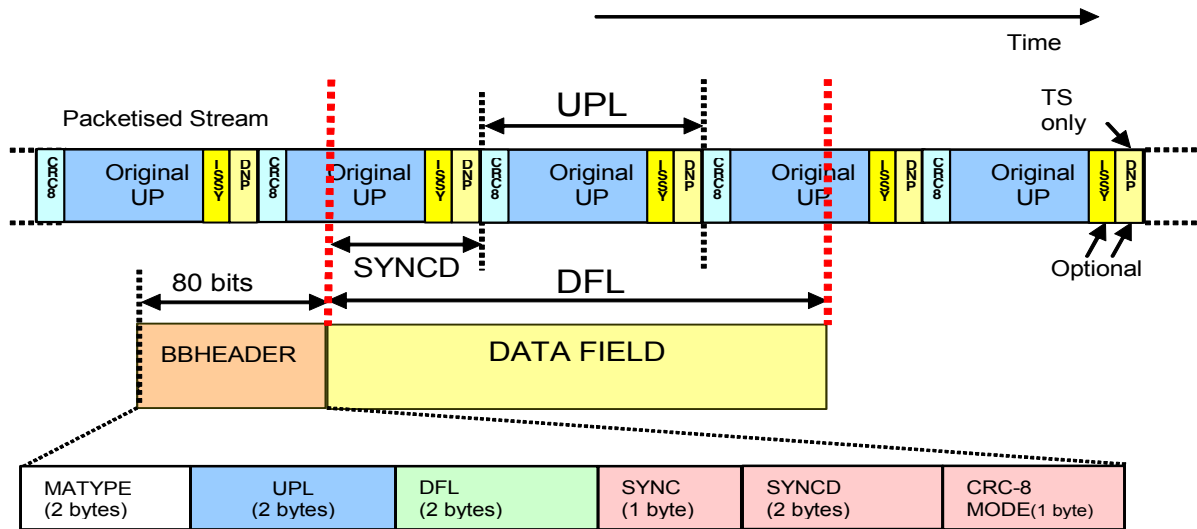 Time
UPL
TS only
Packetised Stream
CRC8 Original UP ISSY DNP CRC8 Original UP ISSY DNP CRC8 Original UP ISSY DNP CRC8 Original UP ISSY DNP CRC8 Original UP ISSY DNP
SYNCD
Optional
80 bits
DFL
BBHEADER
DATA FIELD
MATYPE (2 bytes)
UPL (2 bytes)
DFL (2 bytes)
SYNC (1 byte)
SYNCD (2 bytes)
CRC-8 MODE(1 byte)